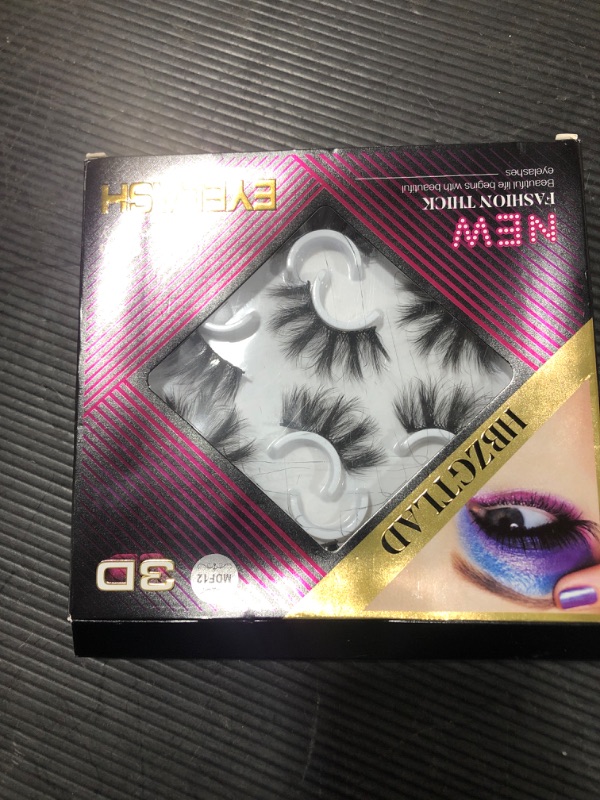 NEW
FASHION THICK
Beautiful life begins with beautiful
eyelashes
EYELASH
HBZGTLAD
MDF12
3D